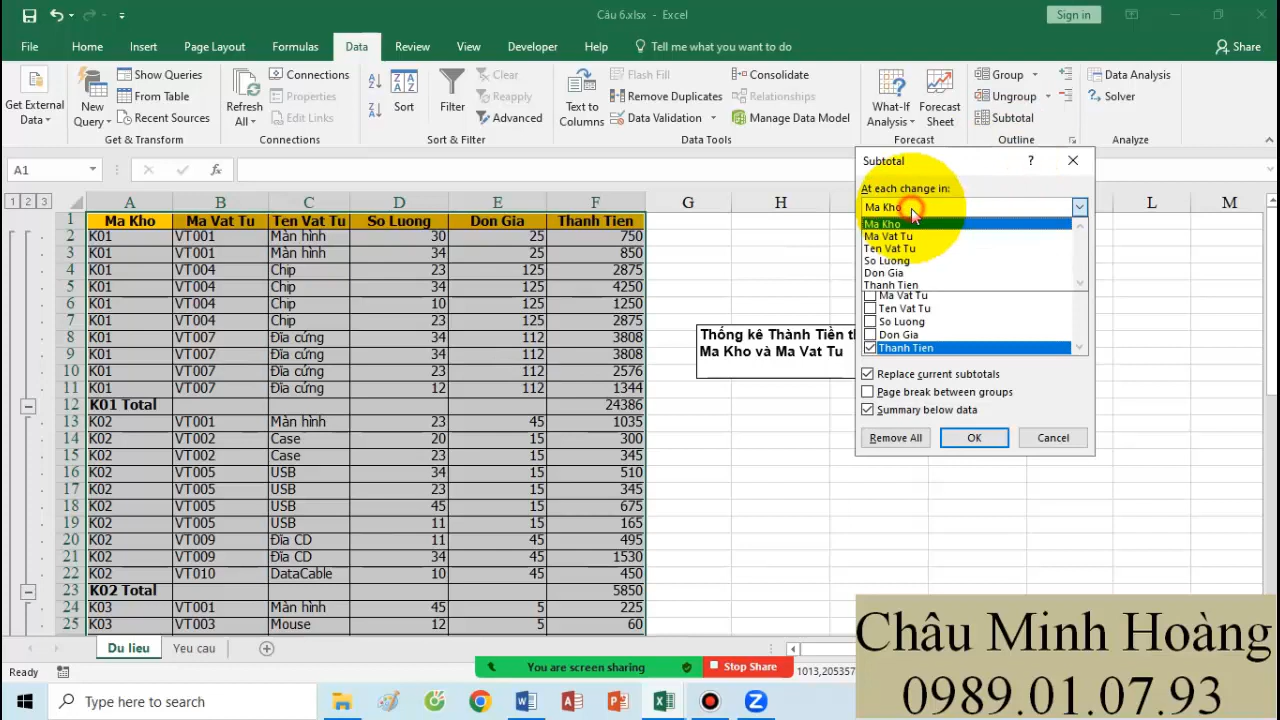 Câu 6.xlsx - Excel
Sign in
File Home Insert Page Layout Formulas Data Review View Developer Help Tell me what you want to do Share
Get External Data
New Query
Show Queries
From Table
Recent Sources
Get & Transform
Refresh All
Connections
Properties
Edit Links
Connections
Sort
Filter
Clear
Reapply
Advanced
Sort & Filter
Text to Columns
Flash Fill
Remove Duplicates
Data Validation
Consolidate
Relationships
Manage Data Model
Data Tools
What-If Analysis
Forecast Sheet
Forecast
Group
Ungroup
Subtotal
Outline
Data Analysis
Solver
Analyze
A1
fx
1 2 3
A B C D E F G H L M
1 Ma Kho Ma Vat Tu Ten Vat Tu So Luong Don Gia Thanh Tien
2 K01 VT001 Màn hình 30 25 750
3 K01 VT001 Màn hình 34 25 850
4 K01 VT004 Chip 23 125 2875
5 K01 VT004 Chip 34 125 4250
6 K01 VT004 Chip 10 125 1250
7 K01 VT004 Chip 23 125 2875
8 K01 VT007 Đĩa cứng 34 112 3808
9 K01 VT007 Đĩa cứng 34 112 3808
10 K01 VT007 Đĩa cứng 23 112 2576
11 K01 VT007 Đĩa cứng 12 112 1344
12 K01 Total 24386
13 K02 VT001 Màn hình 23 45 1035
14 K02 VT002 Case 20 15 300
15 K02 VT002 Case 23 15 345
16 K02 VT005 USB 34 15 510
17 K02 VT005 USB 23 15 345
18 K02 VT005 USB 45 15 675
19 K02 VT005 USB 11 15 165
20 K02 VT009 Đĩa CD 11 45 495
21 K02 VT009 Đĩa CD 34 45 1530
22 K02 VT010 DataCable 10 45 450
23 K02 Total 5850
24 K03 VT001 Màn hình 45 5 225
25 K03 VT003 Mouse 12 5 60
Thống kê Thành Tiền
Ma Kho và Ma Vat Tu
Subtotal
?
At each change in:
Ma Kho
Ma Kho
Ma Vat Tu
Ten Vat Tu
So Luong
Don Gia
Thanh Tien
Ma Vat Tu
Ten Vat Tu
So Luong
Don Gia
Thanh Tien
Replace current subtotals
Page break between groups
Summary below data
Remove All OK Cancel
Du lieu Yeu cau
Ready
You are screen sharing Stop Share
Type here to search
Châu Minh Hoàng
0989.01.07.93